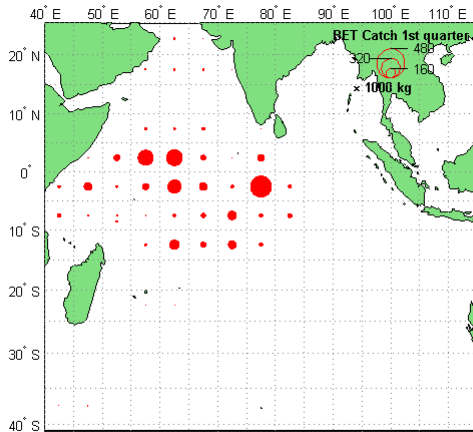 40° E 50° E 60° E 70° E 80° E 90° E 100° E 110° E
20° N
10° N
0°
10° S
20° S
30° S
40° S
BET Catch 1st quarter
480
320
160
× 1000 kg